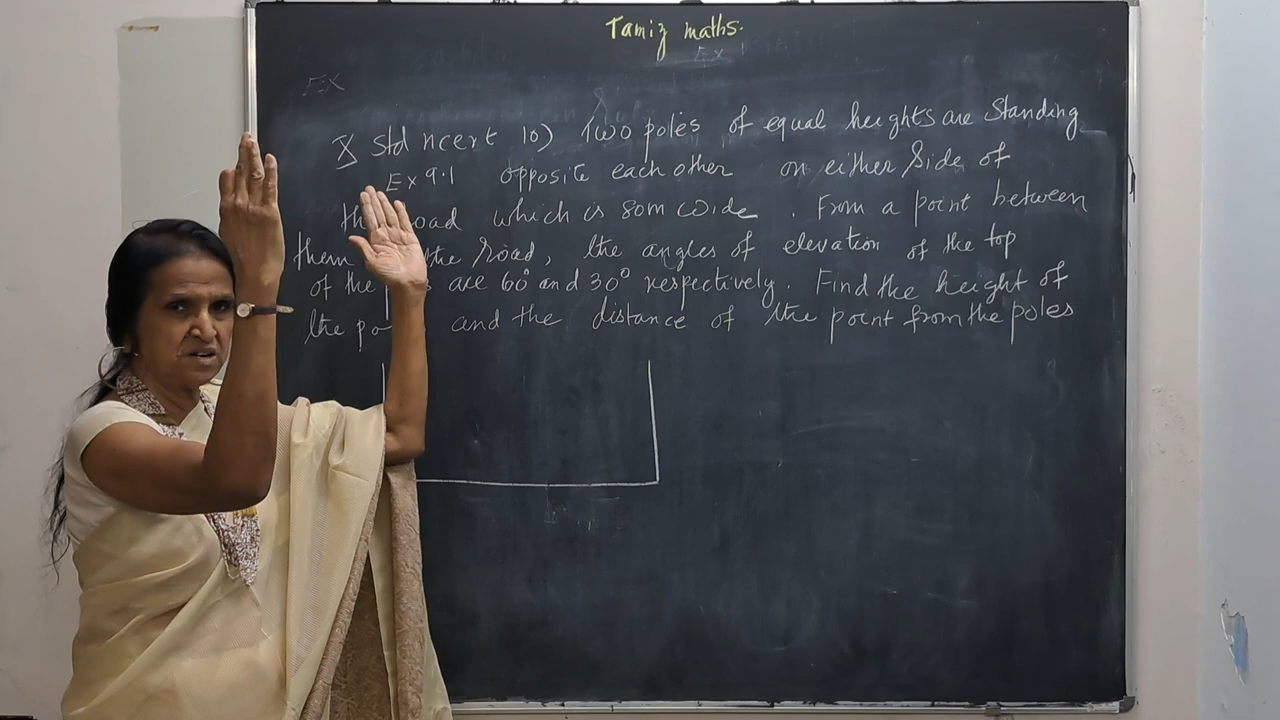 Tamiz maths.
Ex
Ex
X Std ncert 10) Two poles of equal heights are Standing
Ex 9.1 opposite each other on either Side of
the road which is 80m wide. From a point between
them the road, the angles of elevation of the top
of the are 60° and 30° respectively. Find the height of
the po and the distance of the point from the poles